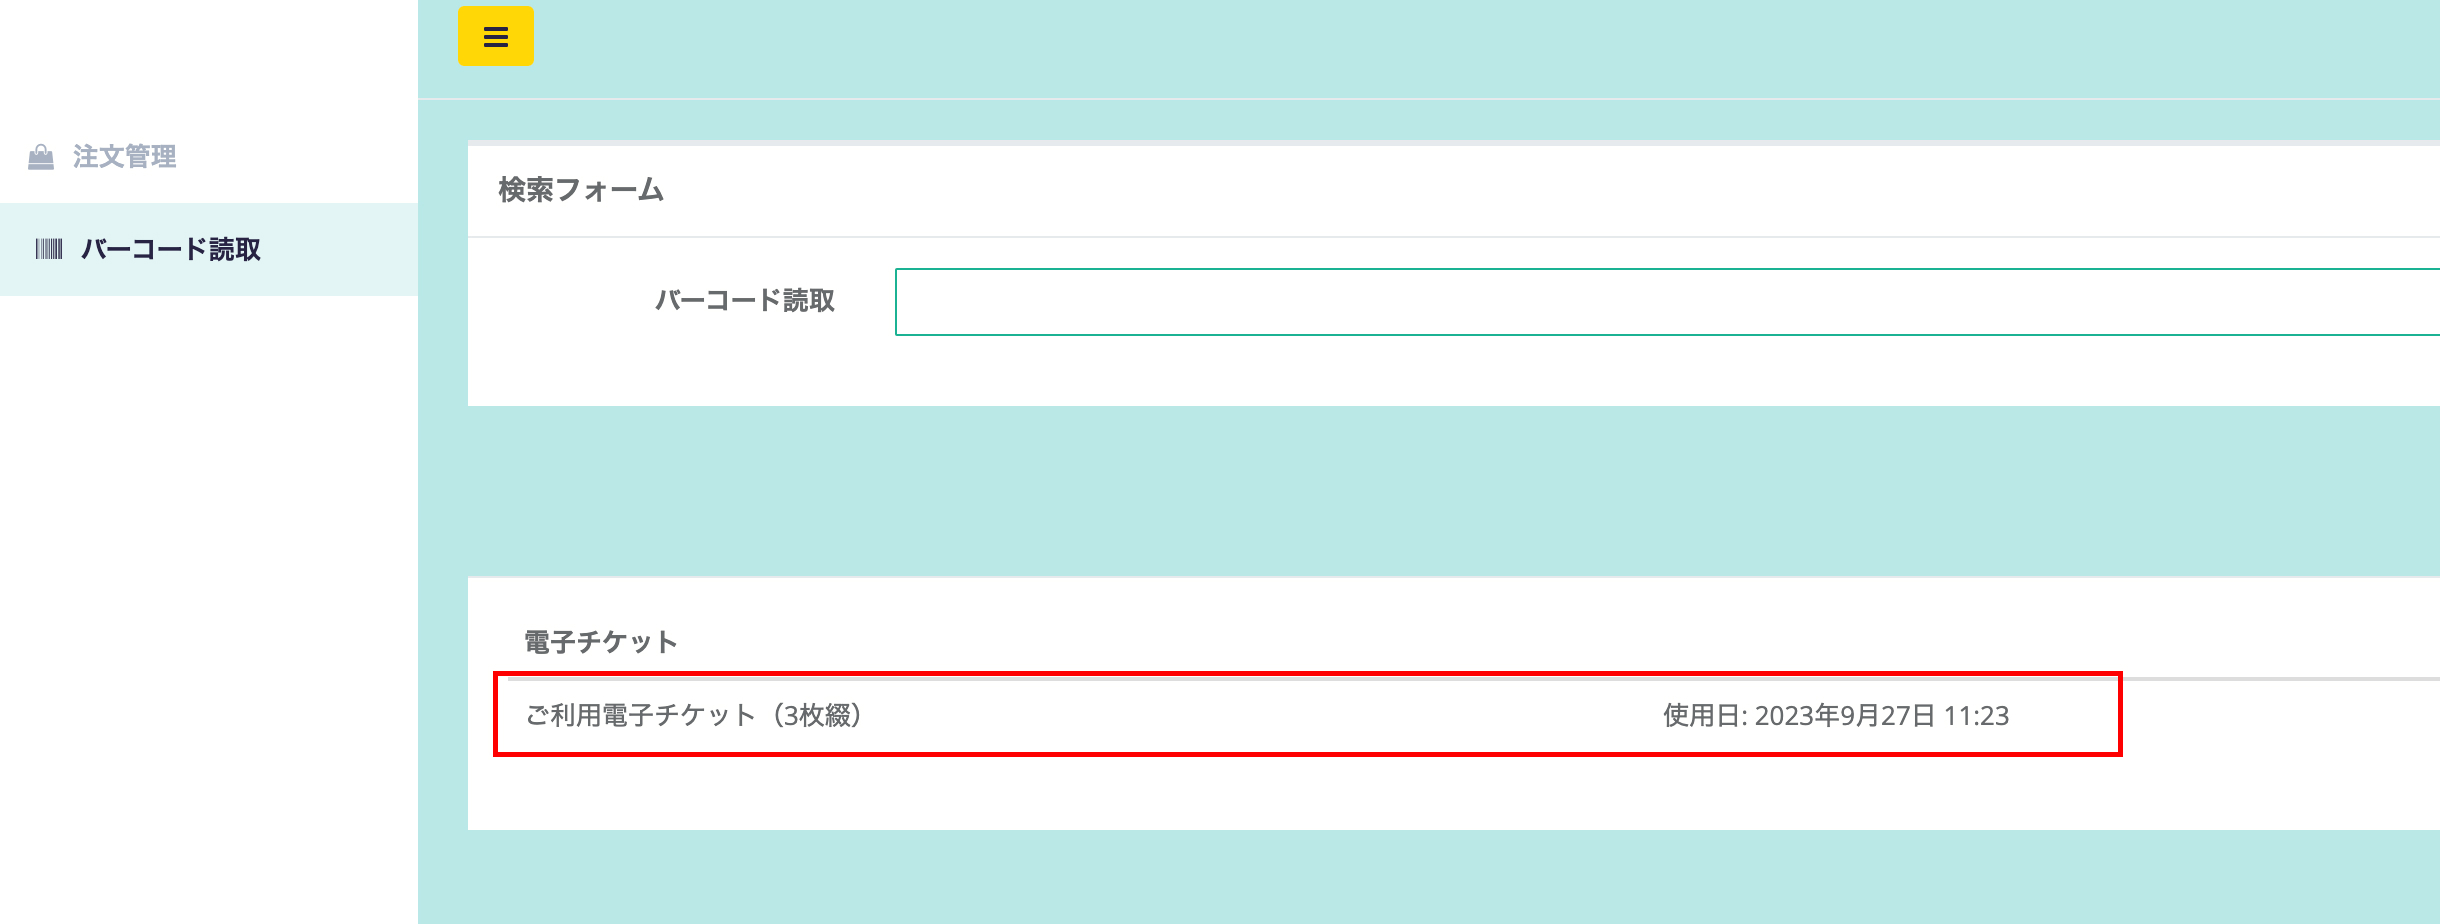 注文管理
バーコード読取
検索フォーム
バーコード読取
電子チケット
ご利用電子チケット（3枚綴） 使用日: 2023年9月27日 11:23